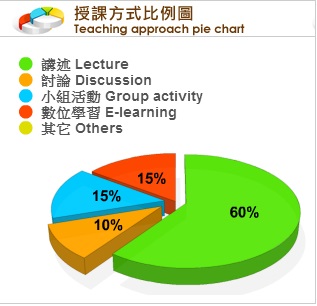 授課方式比例圖
Teaching approach pie chart
講述 Lecture
討論 Discussion
小組活動 Group activity
數位學習 E-learning
其它 Others
15%
15%
10%
60%